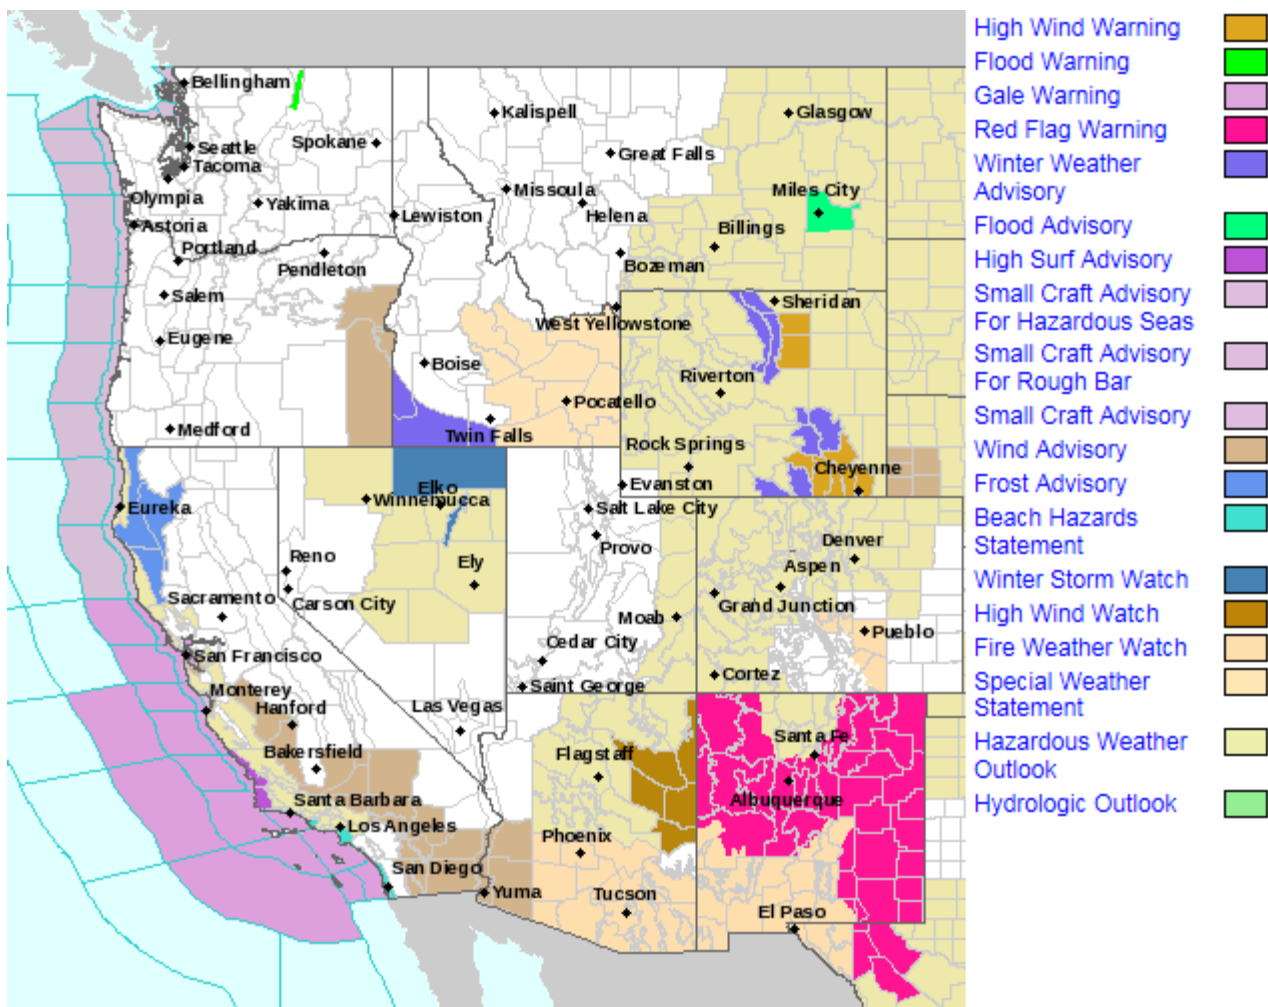 Bellingham
Seattle
Tacoma
Olympia
Astoria
Portland
Salem
Eugene
Medford
Spokane
Yakima
Pendleton
Lewiston
Kalispell
Great Falls
Missoula
Helena
Bozeman
Billings
Glasgow
Miles City
West Yellowstone
Boise
Pocatello
Twin Falls
Sheridan
Riverton
Rock Springs
Cheyenne
Evanston
Elko
Winnemucca
Ely
Reno
Carson City
Las Vegas
Salt Lake City
Provo
Moab
Cedar City
Saint George
Denver
Aspen
Grand Junction
Pueblo
Cortez
Eureka
Sacramento
San Francisco
Monterey
Hanford
Bakersfield
Santa Barbara
Los Angeles
San Diego
Yuma
Flagstaff
Phoenix
Tucson
Santa Fe
Albuquerque
El Paso
High Wind Warning
Flood Warning
Gale Warning
Red Flag Warning
Winter Weather
Advisory
Flood Advisory
High Surf Advisory
Small Craft Advisory
For Hazardous Seas
Small Craft Advisory
For Rough Bar
Small Craft Advisory
Wind Advisory
Frost Advisory
Beach Hazards
Statement
Winter Storm Watch
High Wind Watch
Fire Weather Watch
Special Weather
Statement
Hazardous Weather
Outlook
Hydrologic Outlook